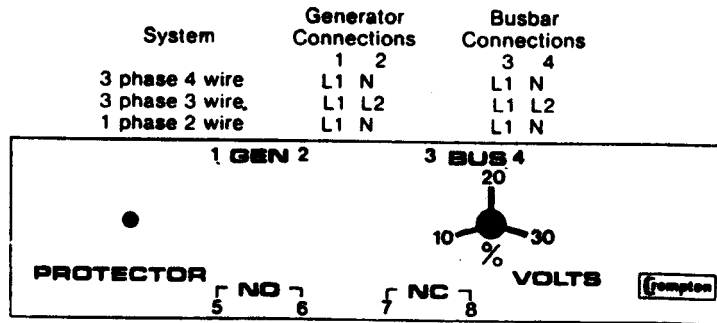 System Generator Connections Busbar Connections
1 2 3 4
3 phase 4 wire L1 N L1 N
3 phase 3 wire. L1 L2 L1 L2
1 phase 2 wire L1 N L1 N
1 GEN 2 3 BUS 4
20
10 30
%
PROTECTOR VOLTS
Crompton
NO NC
5 6 7 8